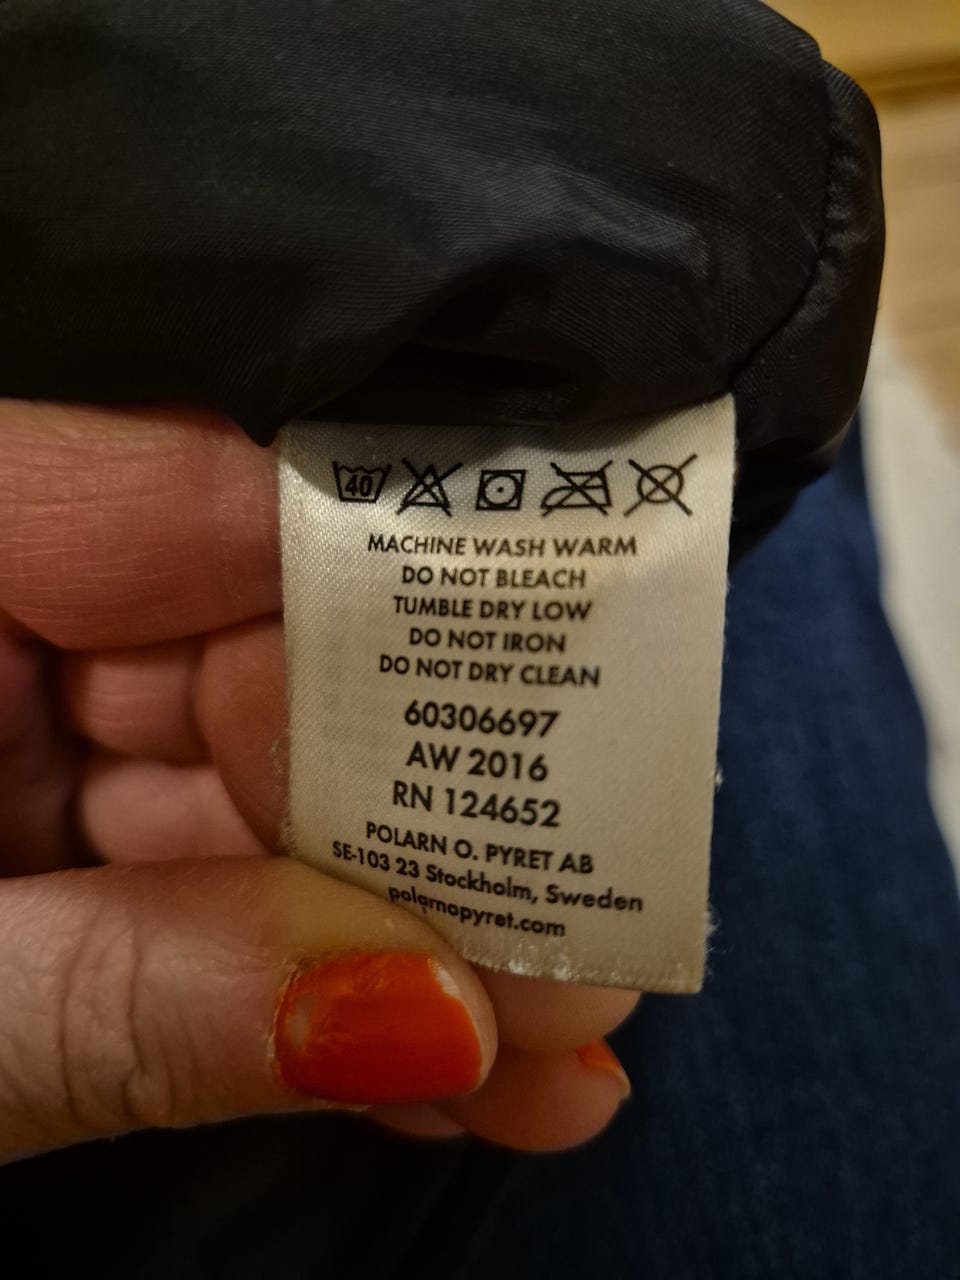 40
MACHINE WASH WARM
DO NOT BLEACH
TUMBLE DRY LOW
DO NOT IRON
DO NOT DRY CLEAN
60306697
AW 2016
RN 124652
POLARN O. PYRET AB
SE-103 23 Stockholm, Sweden
polarnopyret.com